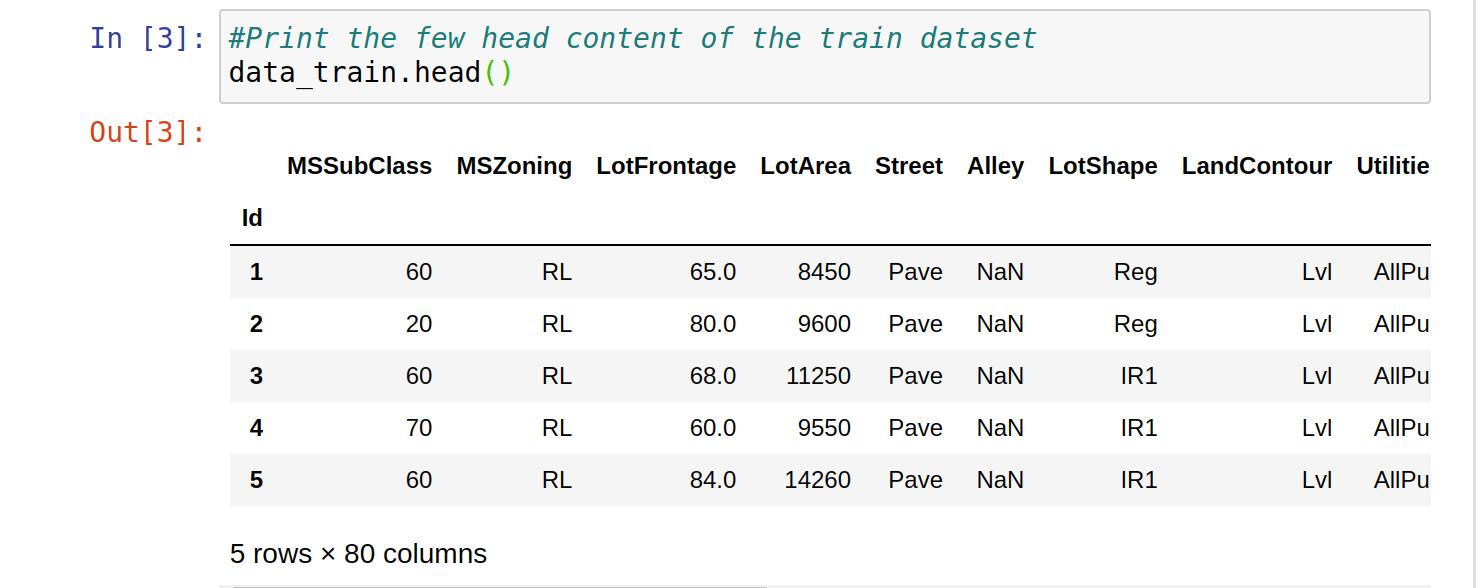 In [3]: #Print the few head content of the train dataset
data_train.head()
Out[3]:
MSSubClass MSZoning LotFrontage LotArea Street Alley LotShape LandContour Utilitie
Id
1 60 RL 65.0 8450 Pave NaN Reg Lvl AllPu
2 20 RL 80.0 9600 Pave NaN Reg Lvl AllPu
3 60 RL 68.0 11250 Pave NaN IR1 Lvl AllPu
4 70 RL 60.0 9550 Pave NaN IR1 Lvl AllPu
5 60 RL 84.0 14260 Pave NaN IR1 Lvl AllPu
5 rows × 80 columns